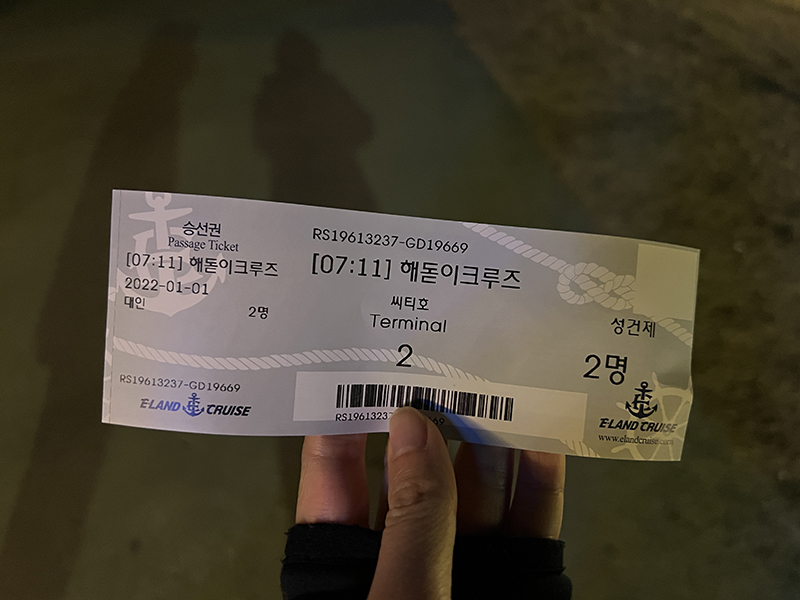 승선권
Passage Ticket
[07:11] 해돋이크루즈
2022-01-01
대인 2명
RS19613237-GD19669
E·LAND CRUISE
RS19613237-GD19669
[07:11] 해돋이크루즈
씨티호
Terminal
2
성건제
2명
RS1961323 69
E·LAND CRUISE
www.elandcruise.com